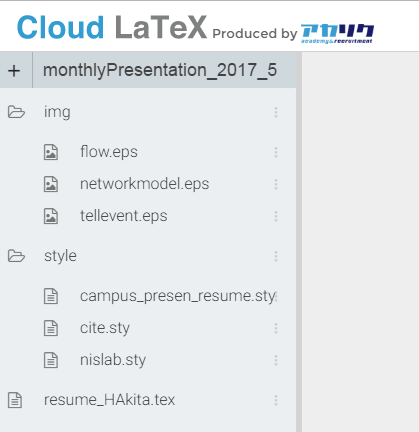 Cloud LaTeX Produced by アカリク
academy&recruitment
+ monthlyPresentation_2017_5
img
flow.eps
networkmodel.eps
tellevent.eps
style
campus_presen_resume.sty
cite.sty
nislab.sty
resume_HAkita.tex